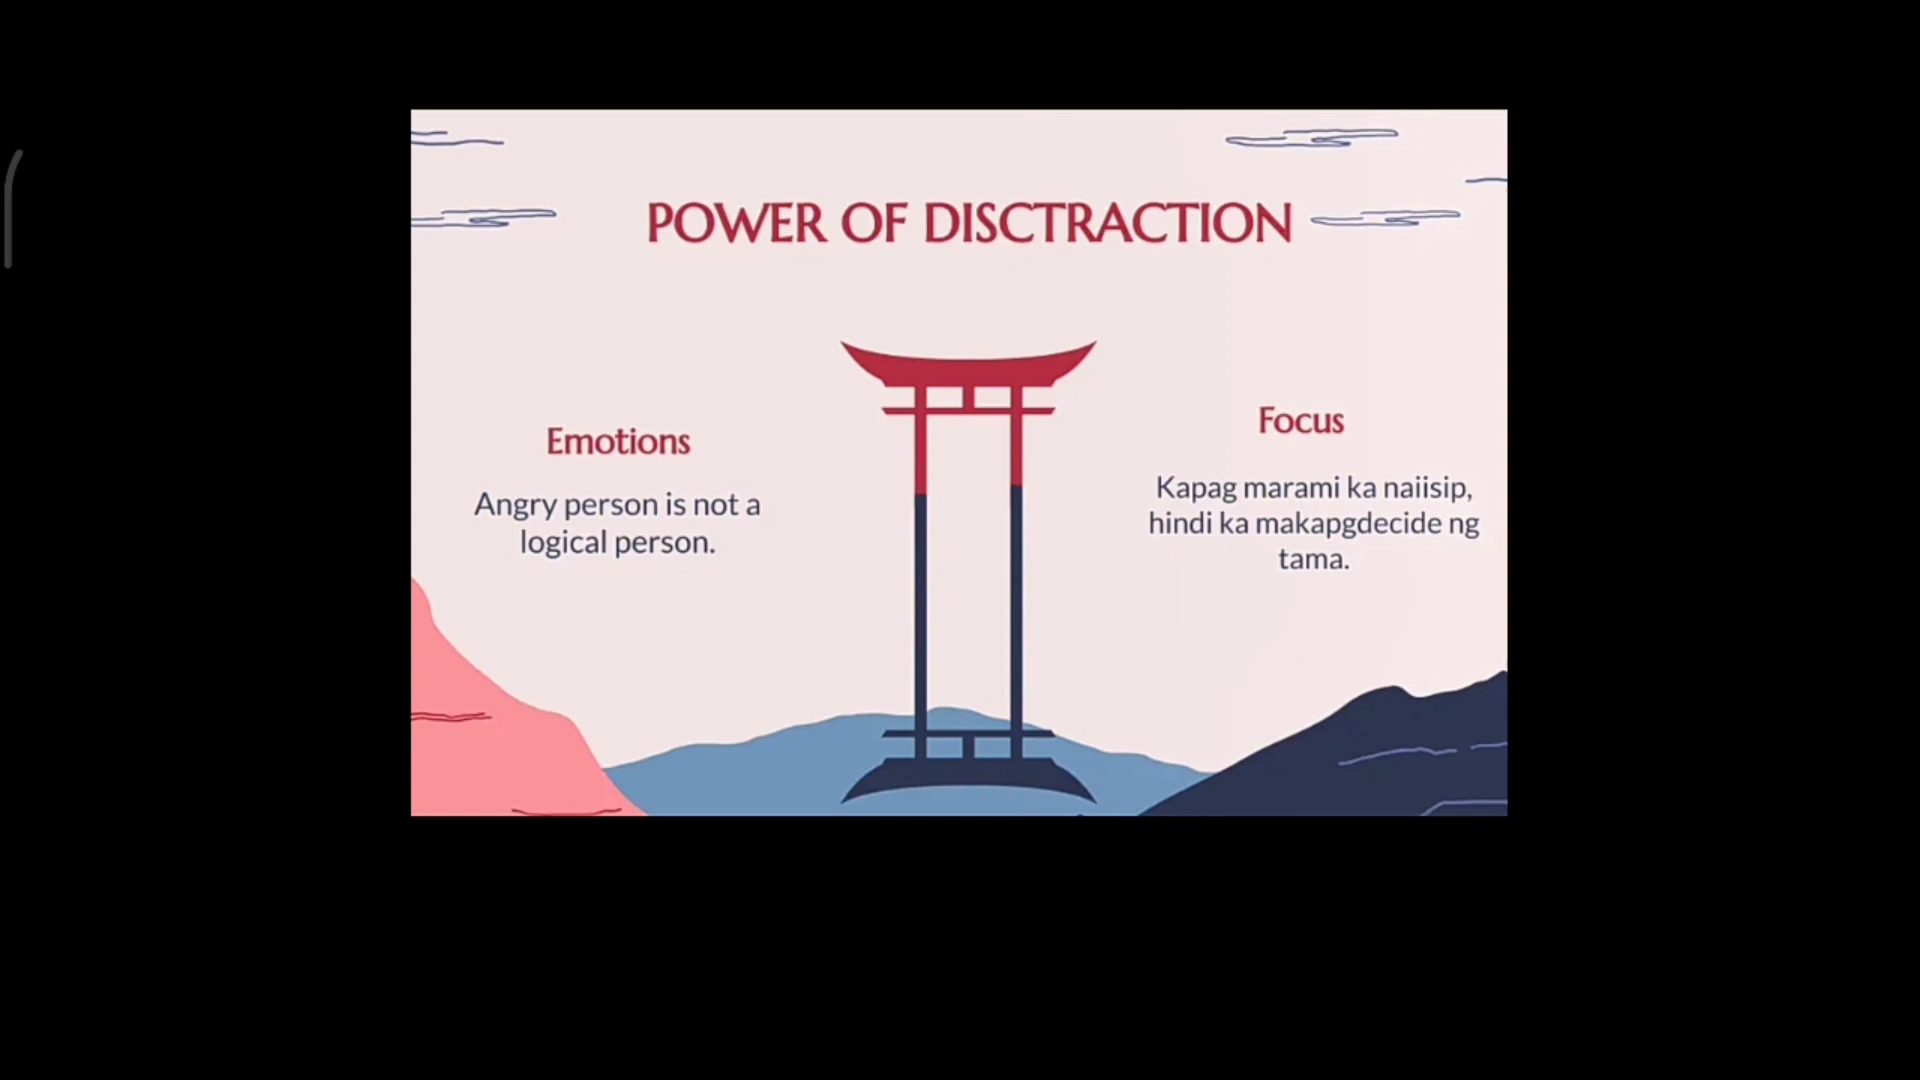 POWER OF DISCTRACTION
Emotions
Angry person is not a
logical person.
Focus
Kapag marami ka naiisip,
hindi ka makapgdecide ng
tama.